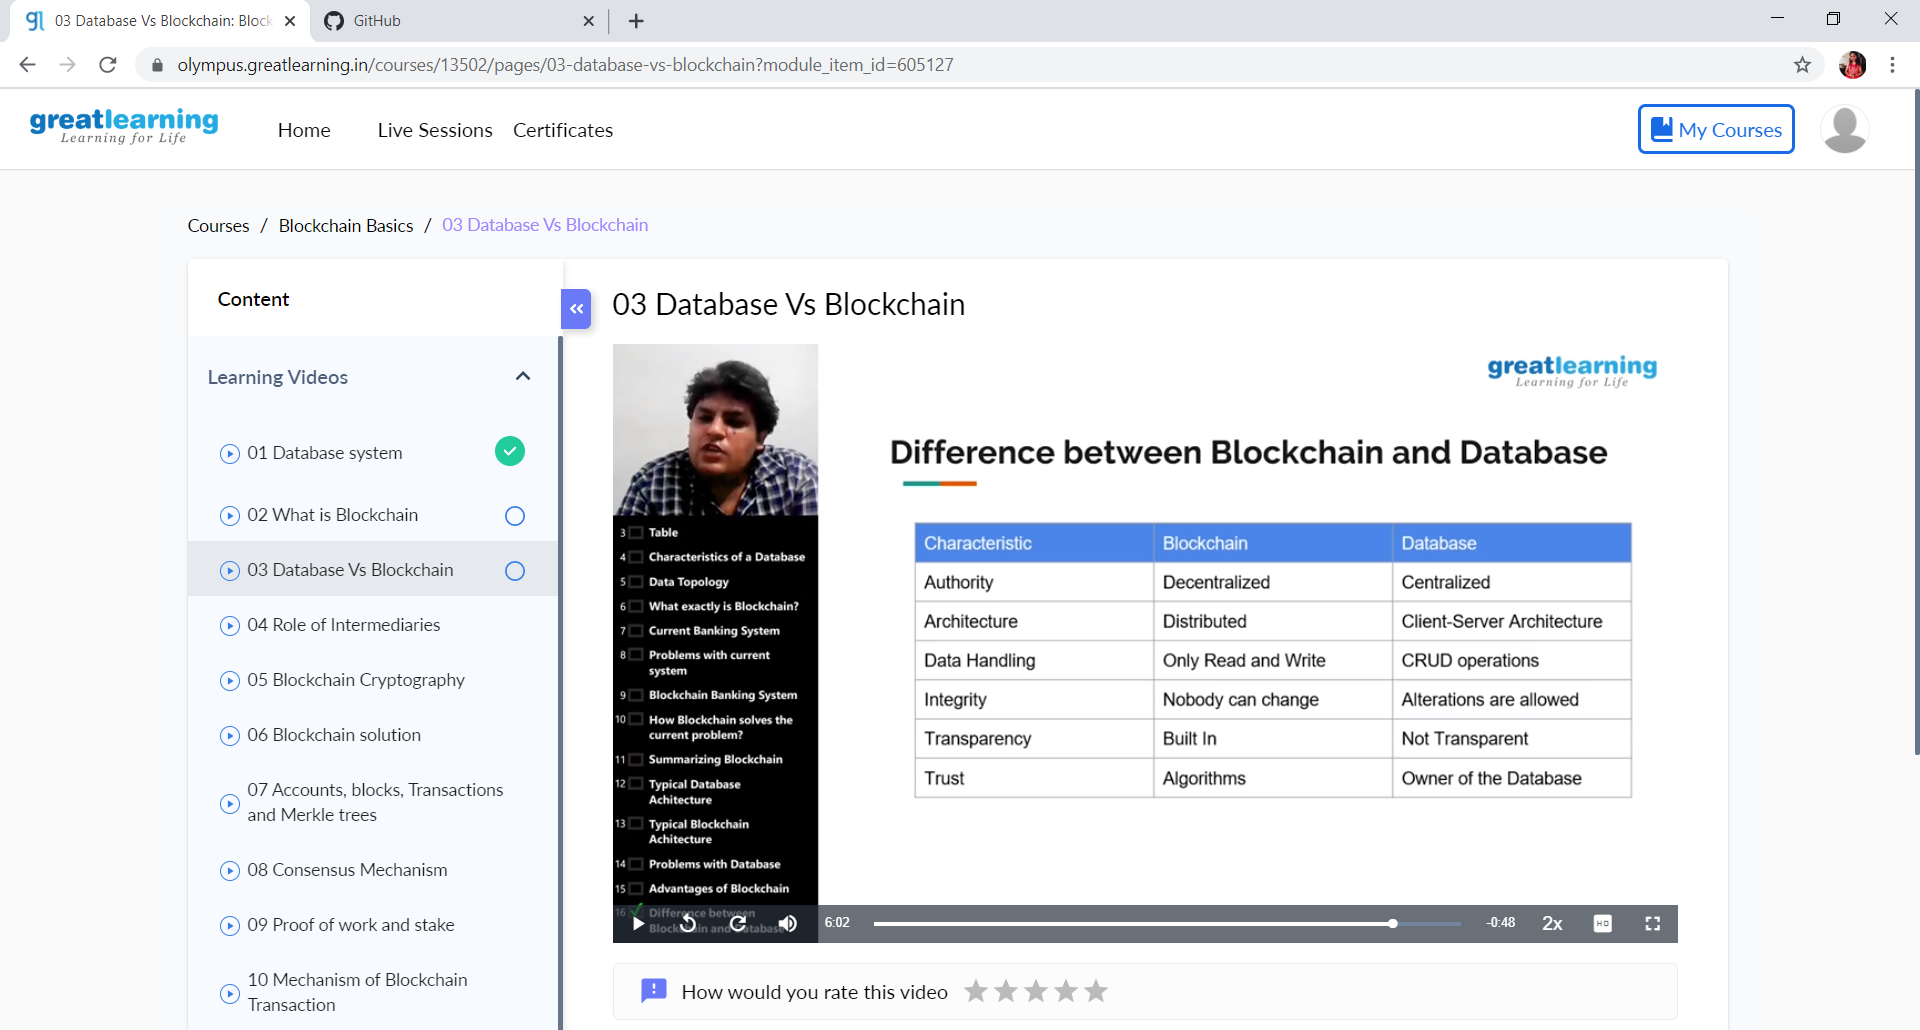 03 Database Vs Blockchain: Bloc
GitHub
olympus.greatlearning.in/courses/13502/pages/03-database-vs-blockchain?module_item_id=605127
greatlearning
Learning for Life
Home
Live Sessions
Certificates
My Courses
Courses / Blockchain Basics / 03 Database Vs Blockchain
Content
Learning Videos
01 Database system
02 What is Blockchain
03 Database Vs Blockchain
04 Role of Intermediaries
05 Blockchain Cryptography
06 Blockchain solution
07 Accounts, blocks, Transactions
and Merkle trees
08 Consensus Mechanism
09 Proof of work and stake
10 Mechanism of Blockchain
Transaction
03 Database Vs Blockchain
3 Table
4 Characteristics of a Database
5 Data Topology
6 What exactly is Blockchain?
7 Current Banking System
8 Problems with current
system
9 Blockchain Banking System
10 How Blockchain solves the
current problem?
11 Summarizing Blockchain
12 Typical Database
Achitecture
13 Typical Blockchain
Achitecture
14 Problems with Database
15 Advantages of Blockchain
16 Difference between
Blockchain and Database
greatlearning
Learning for Life
Difference between Blockchain and Database
Characteristic Blockchain Database
Authority Decentralized Centralized
Architecture Distributed Client-Server Architecture
Data Handling Only Read and Write CRUD operations
Integrity Nobody can change Alterations are allowed
Transparency Built In Not Transparent
Trust Algorithms Owner of the Database
6:02
-0:48
2x
HD
How would you rate this video